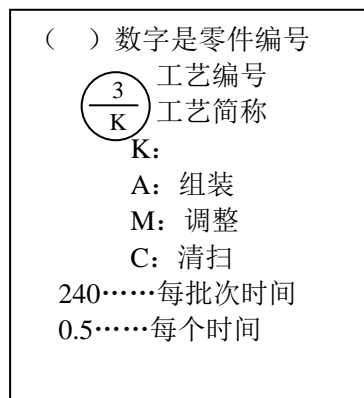 （ ）数字是零件编号
工艺编号
3
K
工艺简称
K：
A：组装
M：调整
C：清扫
240……每批次时间
0.5……每个时间